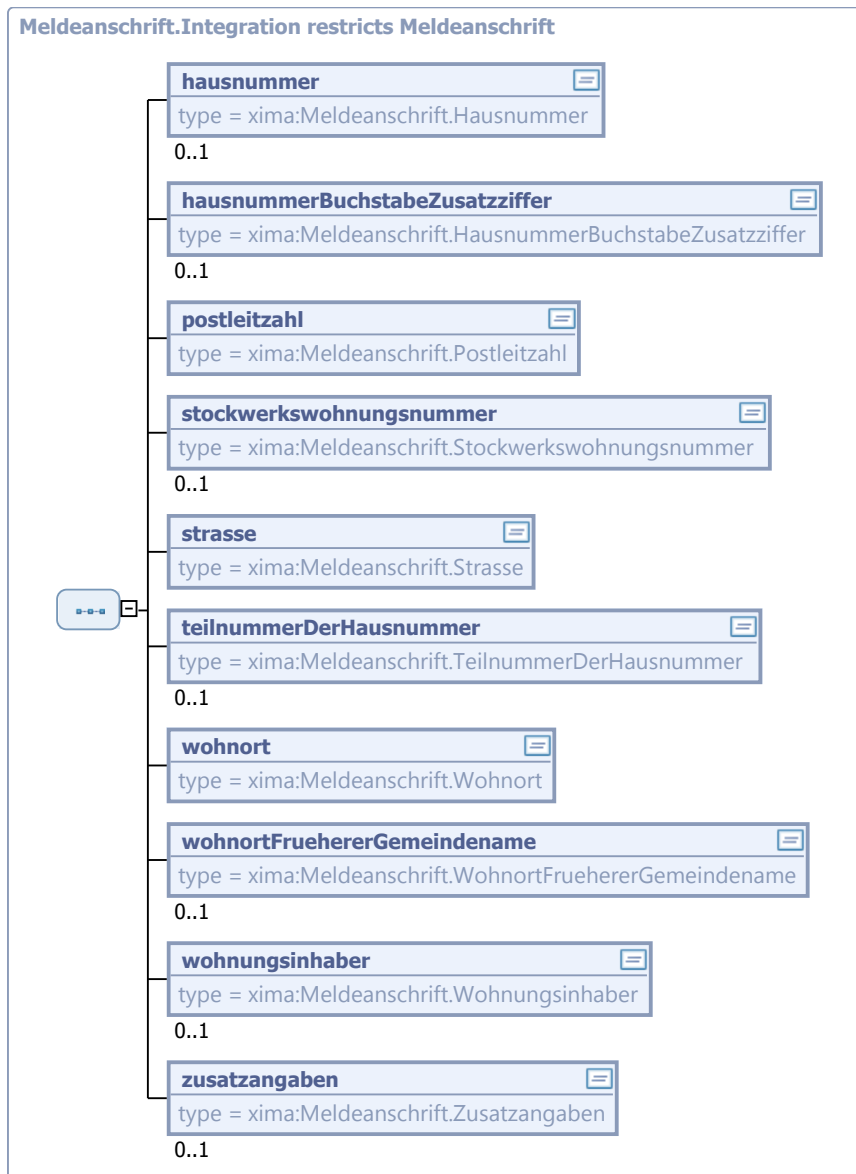 Meldeanschrift.Integration restricts Meldeanschrift
hausnummer
type = xima:Meldeanschrift.Hausnummer
0..1
hausnummerBuchstabeZusatzziffer
type = xima:Meldeanschrift.HausnummerBuchstabeZusatzziffer
0..1
postleitzahl
type = xima:Meldeanschrift.Postleitzahl
stockwerkswohnungsnummer
type = xima:Meldeanschrift.Stockwerkswohnungsnummer
0..1
strasse
type = xima:Meldeanschrift.Strasse
teilnummerDerHausnummer
type = xima:Meldeanschrift.TeilnummerDerHausnummer
0..1
wohnort
type = xima:Meldeanschrift.Wohnort
wohnortFruehererGemeindename
type = xima:Meldeanschrift.WohnortFruehererGemeindename
0..1
wohnungsinhaber
type = xima:Meldeanschrift.Wohnungsinhaber
0..1
zusatzangaben
type = xima:Meldeanschrift.Zusatzangaben
0..1